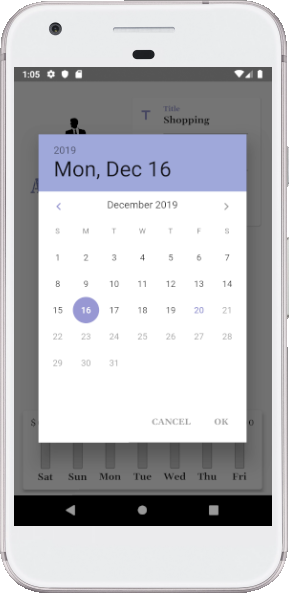 1:05
Title
Shopping
A
2019
Mon, Dec 16
December 2019
S M T W T F S
1 2 3 4 5 6 7
8 9 10 11 12 13 14
15 16 17 18 19 20 21
22 23 24 25 26 27 28
29 30 31
CANCEL OK
S 0
Sat Sun Mon Tue Wed Thu Fri